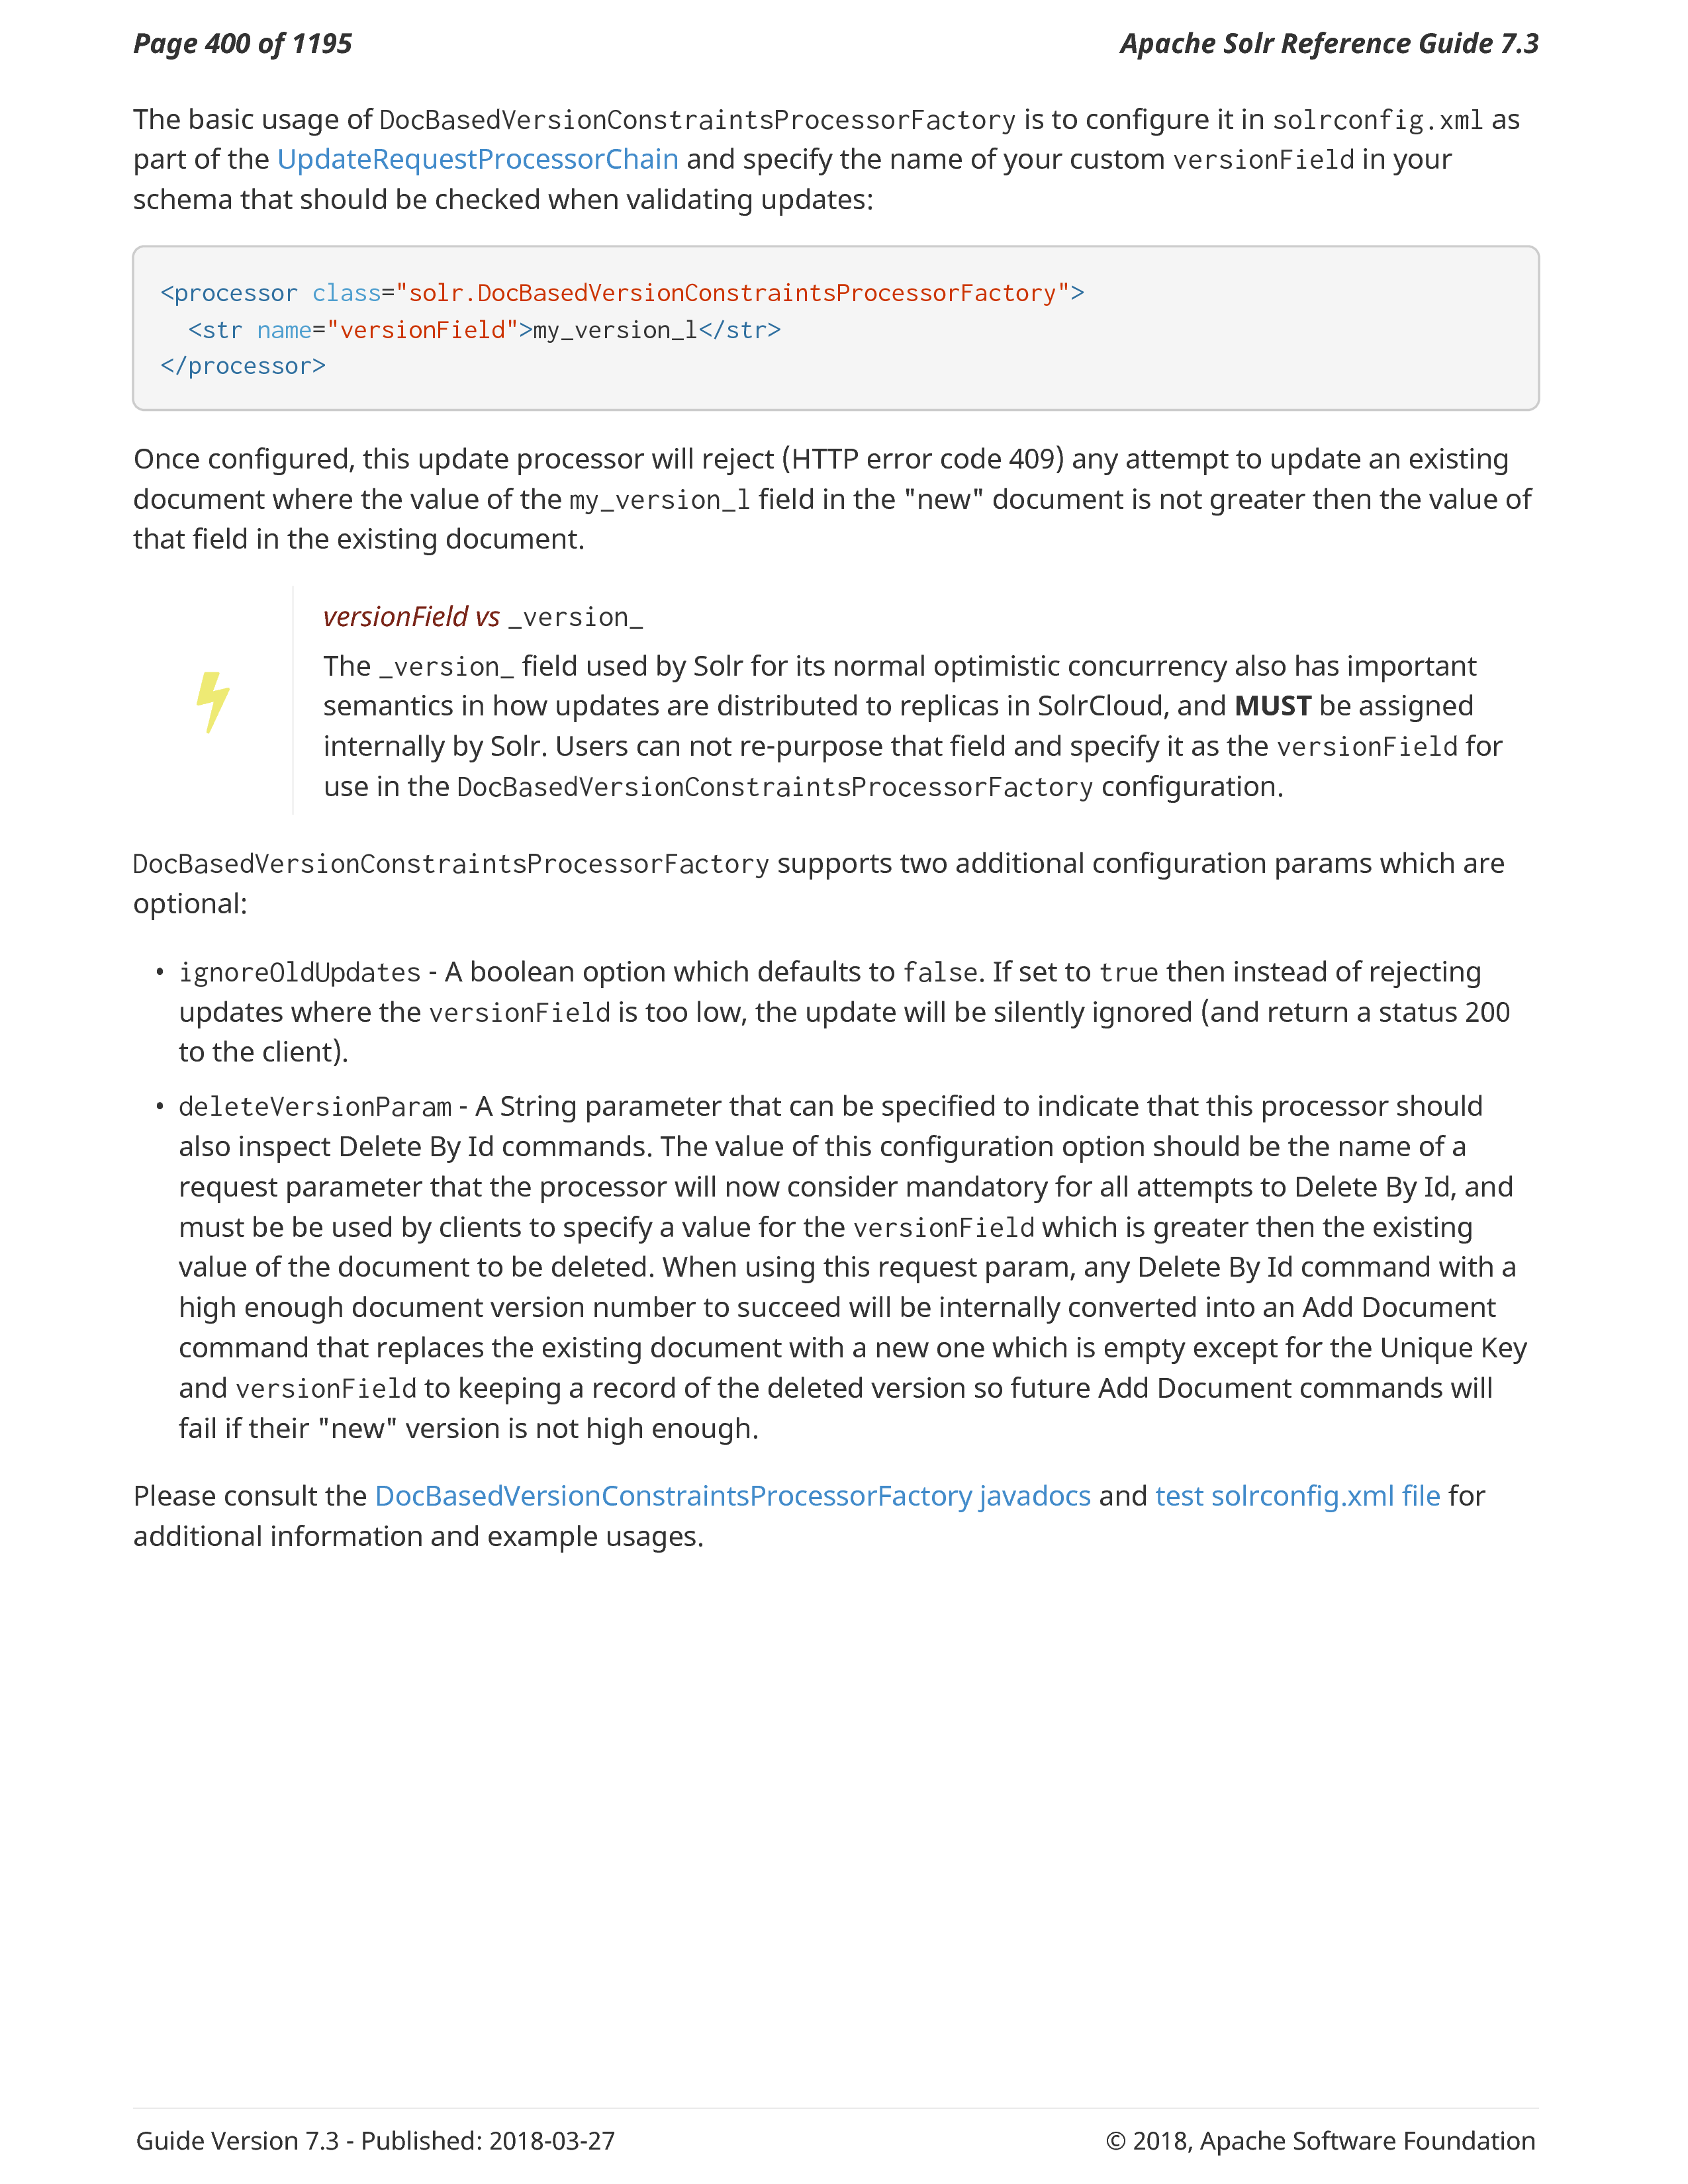 Page 400 of 1195
Apache Solr Reference Guide 7.3
The basic usage of DocBasedVersionConstraintsProcessorFactory is to configure it in solrconfig.xml as
part of the UpdateRequestProcessorChain and specify the name of your custom versionField in your
schema that should be checked when validating updates:
<processor class="solr.DocBasedVersionConstraintsProcessorFactory">
  <str name="versionField">my_version_l</str>
</processor>
Once configured, this update processor will reject (HTTP error code 409) any attempt to update an existing
document where the value of the my_version_l field in the "new" document is not greater then the value of
that field in the existing document.
versionField vs _version_
The _version_ field used by Solr for its normal optimistic concurrency also has important
semantics in how updates are distributed to replicas in SolrCloud, and MUST be assigned
internally by Solr. Users can not re-purpose that field and specify it as the versionField for
use in the DocBasedVersionConstraintsProcessorFactory configuration.
DocBasedVersionConstraintsProcessorFactory supports two additional configuration params which are
optional:
• ignoreOldUpdates - A boolean option which defaults to false. If set to true then instead of rejecting
updates where the versionField is too low, the update will be silently ignored (and return a status 200
to the client).
• deleteVersionParam - A String parameter that can be specified to indicate that this processor should
also inspect Delete By Id commands. The value of this configuration option should be the name of a
request parameter that the processor will now consider mandatory for all attempts to Delete By Id, and
must be be used by clients to specify a value for the versionField which is greater then the existing
value of the document to be deleted. When using this request param, any Delete By Id command with a
high enough document version number to succeed will be internally converted into an Add Document
command that replaces the existing document with a new one which is empty except for the Unique Key
and versionField to keeping a record of the deleted version so future Add Document commands will
fail if their "new" version is not high enough.
Please consult the DocBasedVersionConstraintsProcessorFactory javadocs and test solrconfig.xml file for
additional information and example usages.
Guide Version 7.3 - Published: 2018-03-27
© 2018, Apache Software Foundation